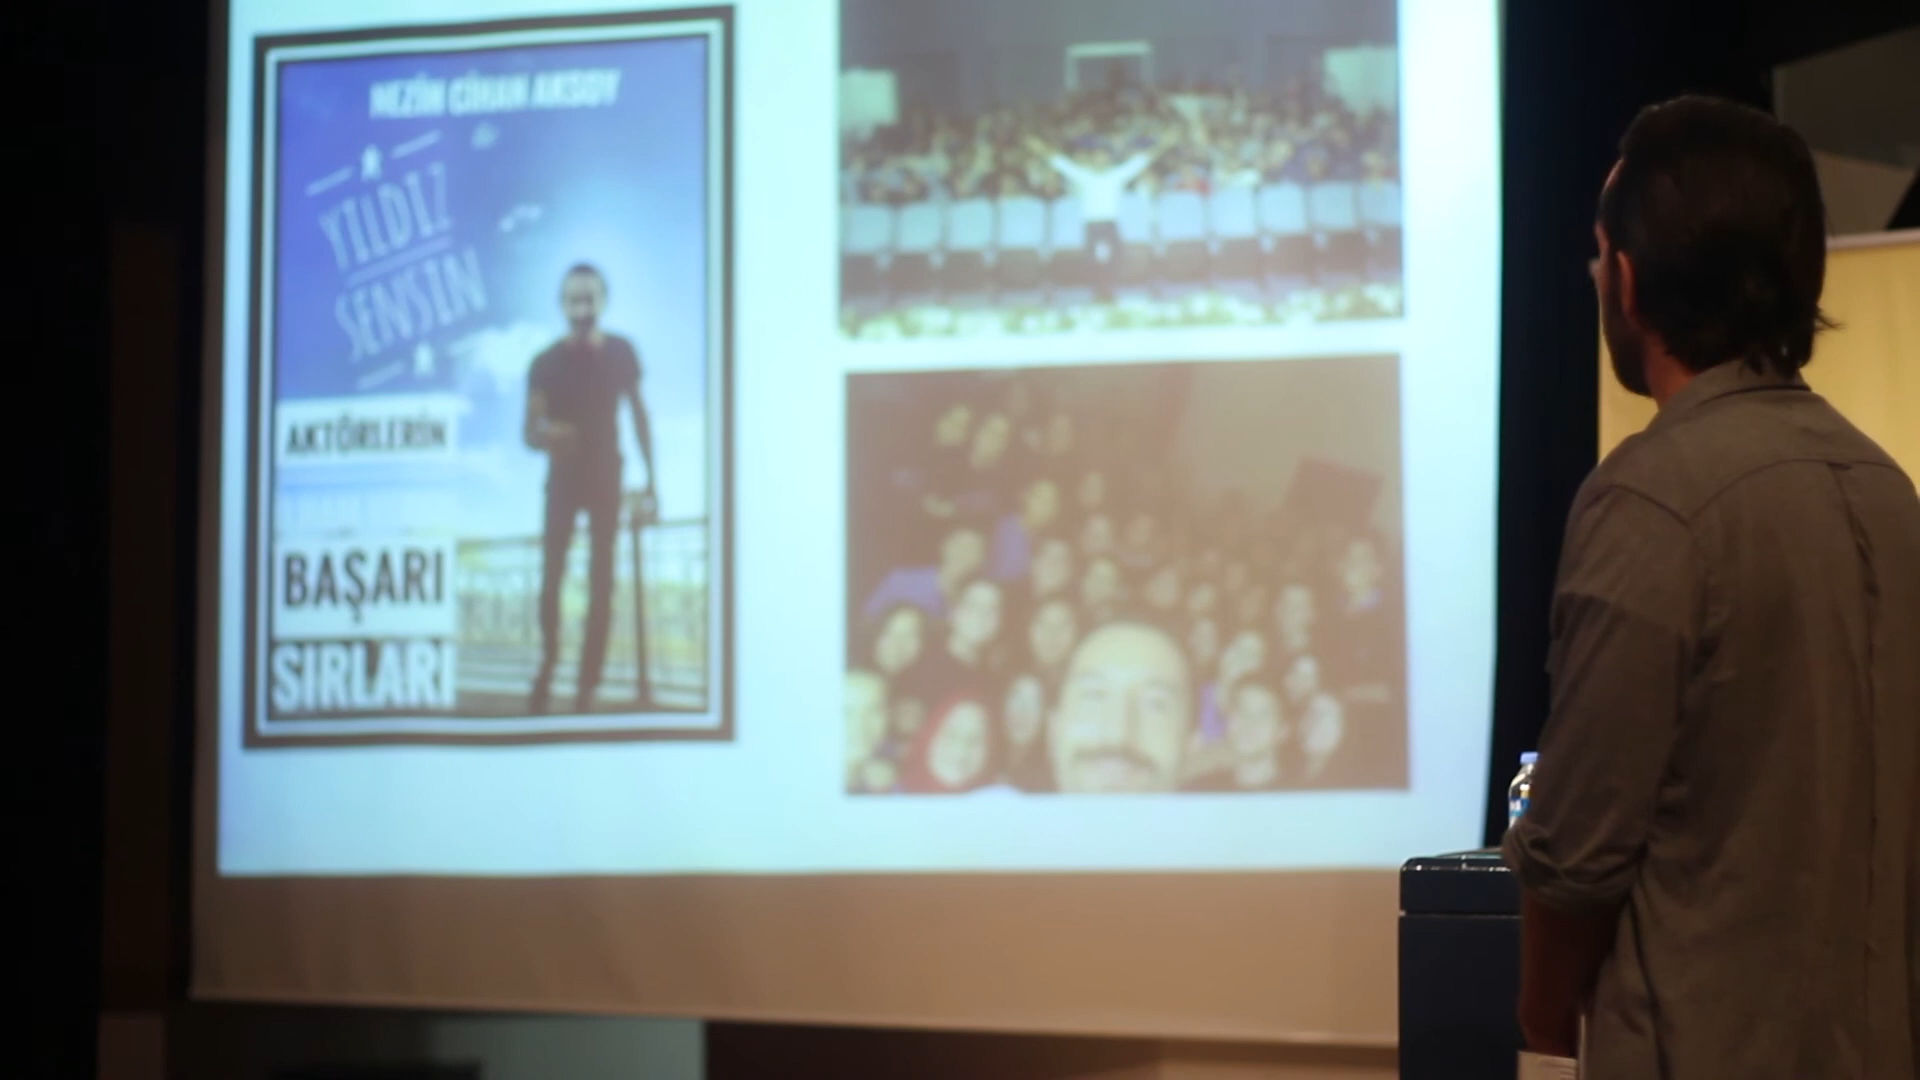 NEZİH CİHAN AKSOY
YILDIZ
SENSİN
AKTÖRLERİN
BAŞARI
SIRLARI